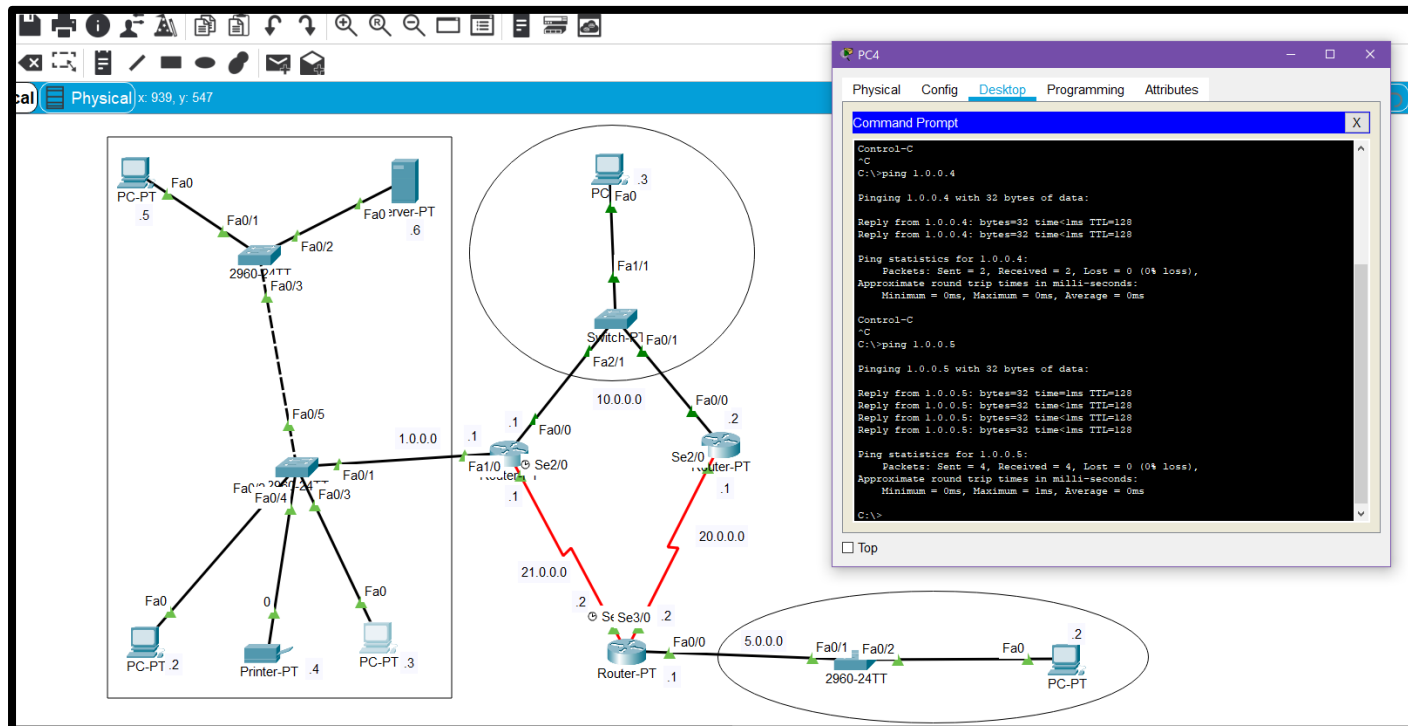 cal
Physical
x: 939, y: 547
PC-PT
.5
Fa0
Fa0/1
Fa0
erver-PT
.6
Fa0/2
2960-24TT
Fa0/3
Fa0/5
1.0.0.0
Fa0/1
2960-24TT
Fa0/4
Fa0/3
Fa0
PC-PT
.2
0
Printer-PT
.4
Fa0
PC-PT
.3
PC
.3
Fa0
Fa1/1
Switch-PT
Fa0/1
Fa2/1
10.0.0.0
.1
.1
Fa0/0
Fa1/0
Se2/0
.1
Fa0/0
.2
Se2/0
Router-PT
.1
20.0.0.0
21.0.0.0
.2
Se3/0
.2
Router-PT
Fa0/0
.1
5.0.0.0
Fa0/1
Fa0/2
2960-24TT
Fa0
.2
PC-PT
PC4
Physical
Config
Desktop
Programming
Attributes
Command Prompt
X
Control-C
^C
C:\>ping 1.0.0.4
Pinging 1.0.0.4 with 32 bytes of data:
Reply from 1.0.0.4: bytes=32 time<1ms TTL=128
Reply from 1.0.0.4: bytes=32 time<1ms TTL=128
Ping statistics for 1.0.0.4:
Packets: Sent = 2, Received = 2, Lost = 0 (0% loss),
Approximate round trip times in milli-seconds:
Minimum = 0ms, Maximum = 0ms, Average = 0ms
Control-C
^C
C:\>ping 1.0.0.5
Pinging 1.0.0.5 with 32 bytes of data:
Reply from 1.0.0.5: bytes=32 time=1ms TTL=128
Reply from 1.0.0.5: bytes=32 time<1ms TTL=128
Reply from 1.0.0.5: bytes=32 time<1ms TTL=128
Reply from 1.0.0.5: bytes=32 time<1ms TTL=128
Ping statistics for 1.0.0.5:
Packets: Sent = 4, Received = 4, Lost = 0 (0% loss),
Approximate round trip times in milli-seconds:
Minimum = 0ms, Maximum = 1ms, Average = 0ms
C:\>
Top